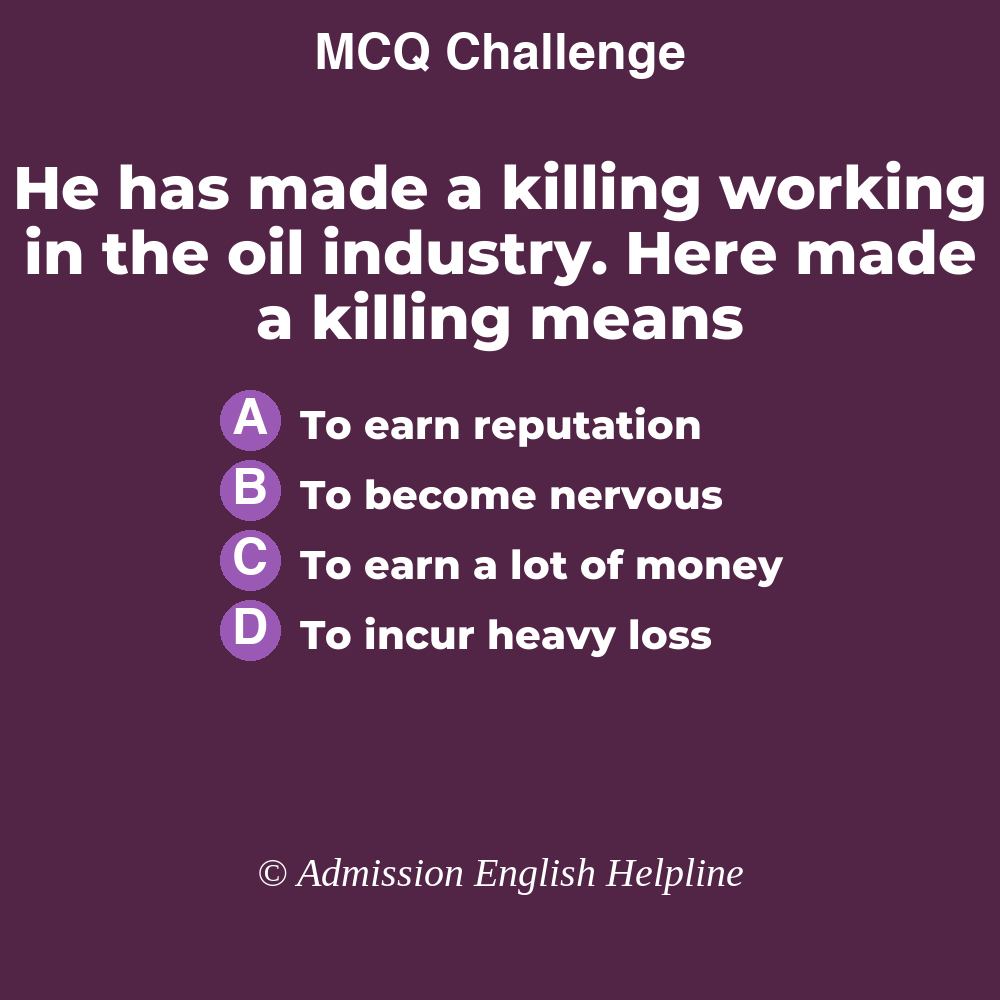 MCQ Challenge
He has made a killing working
in the oil industry. Here made
a killing means
A To earn reputation
B To become nervous
C To earn a lot of money
D To incur heavy loss
© Admission English Helpline